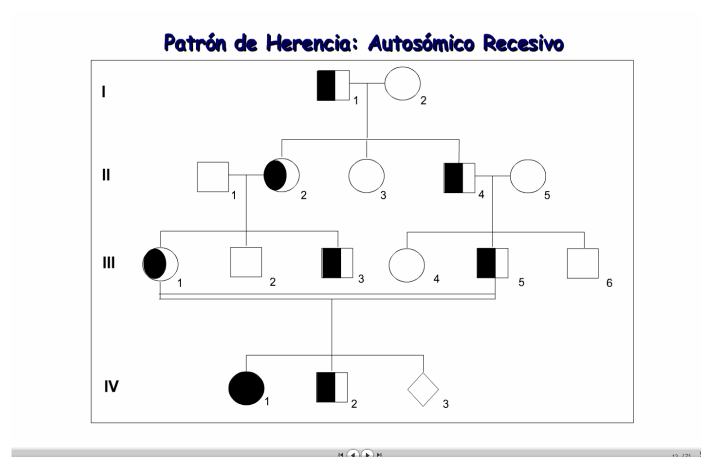 Patrón de Herencia: Autosómico Recesivo
I
1 2
II
1 2 3 4 5
III
1 2 3 4 5 6
IV
1 2 3